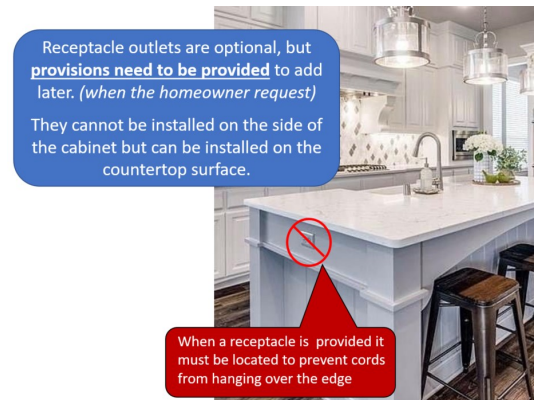 Receptacle outlets are optional, but
provisions need to be provided to add
later. (when the homeowner request)
They cannot be installed on the side of
the cabinet but can be installed on the
countertop surface.
When a receptacle is provided it
must be located to prevent cords
from hanging over the edge